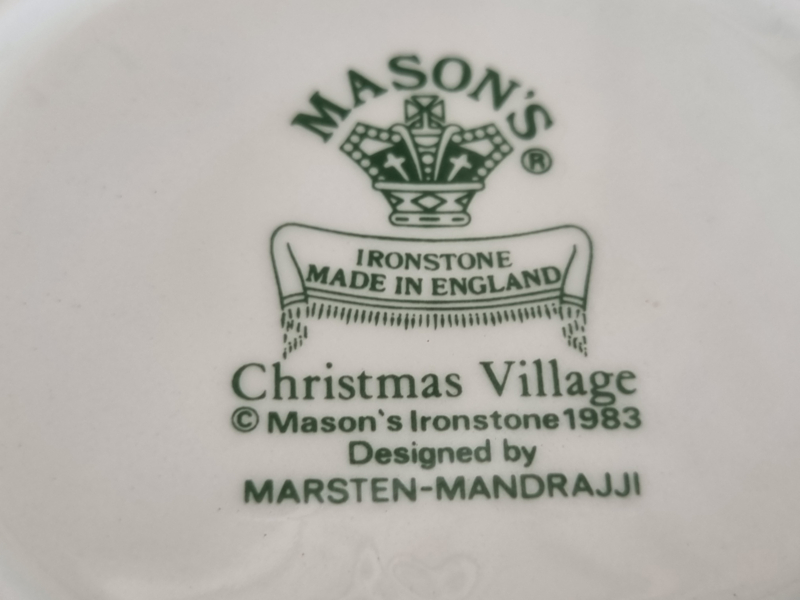 MASON'S
®
IRONSTONE
MADE IN ENGLAND
Christmas Village
© Mason's Ironstone 1983
Designed by
MARSTEN-MANDRAJJI